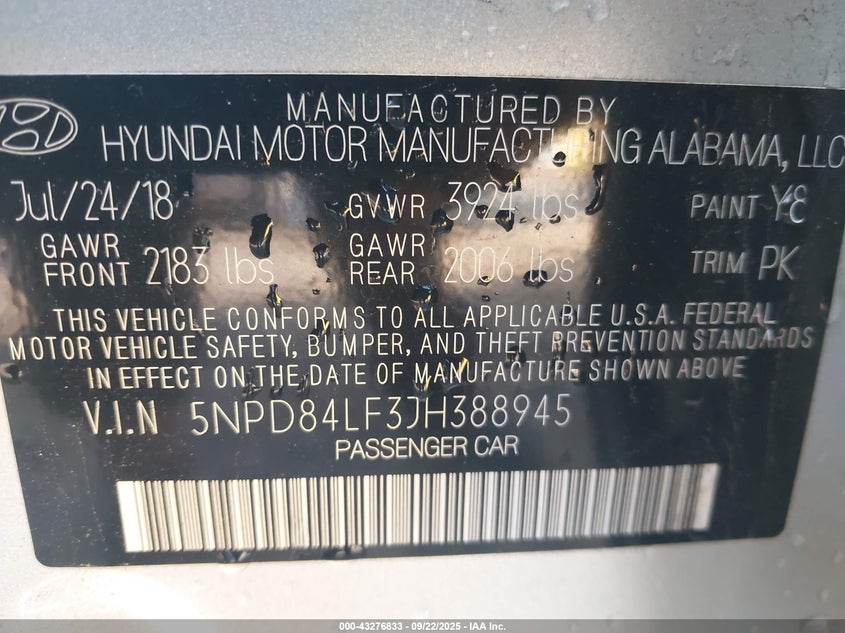 MANUFACTURED BY
HYUNDAI MOTOR MANUFACTURING ALABAMA, LLC
Jul/24/18 GVWR 3924 lbs PAINT Y8
GAWR FRONT 2183 lbs GAWR REAR 2006 lbs TRIM PK
THIS VEHICLE CONFORMS TO ALL APPLICABLE U.S.A. FEDERAL
MOTOR VEHICLE SAFETY, BUMPER, AND THEFT PREVENTION STANDARDS
IN EFFECT ON THE DATE OF MANUFACTURE SHOWN ABOVE
V.I.N 5NPD84LF3JH388945
PASSENGER CAR
000-43276833 - 09/22/2025 - IAA Inc.